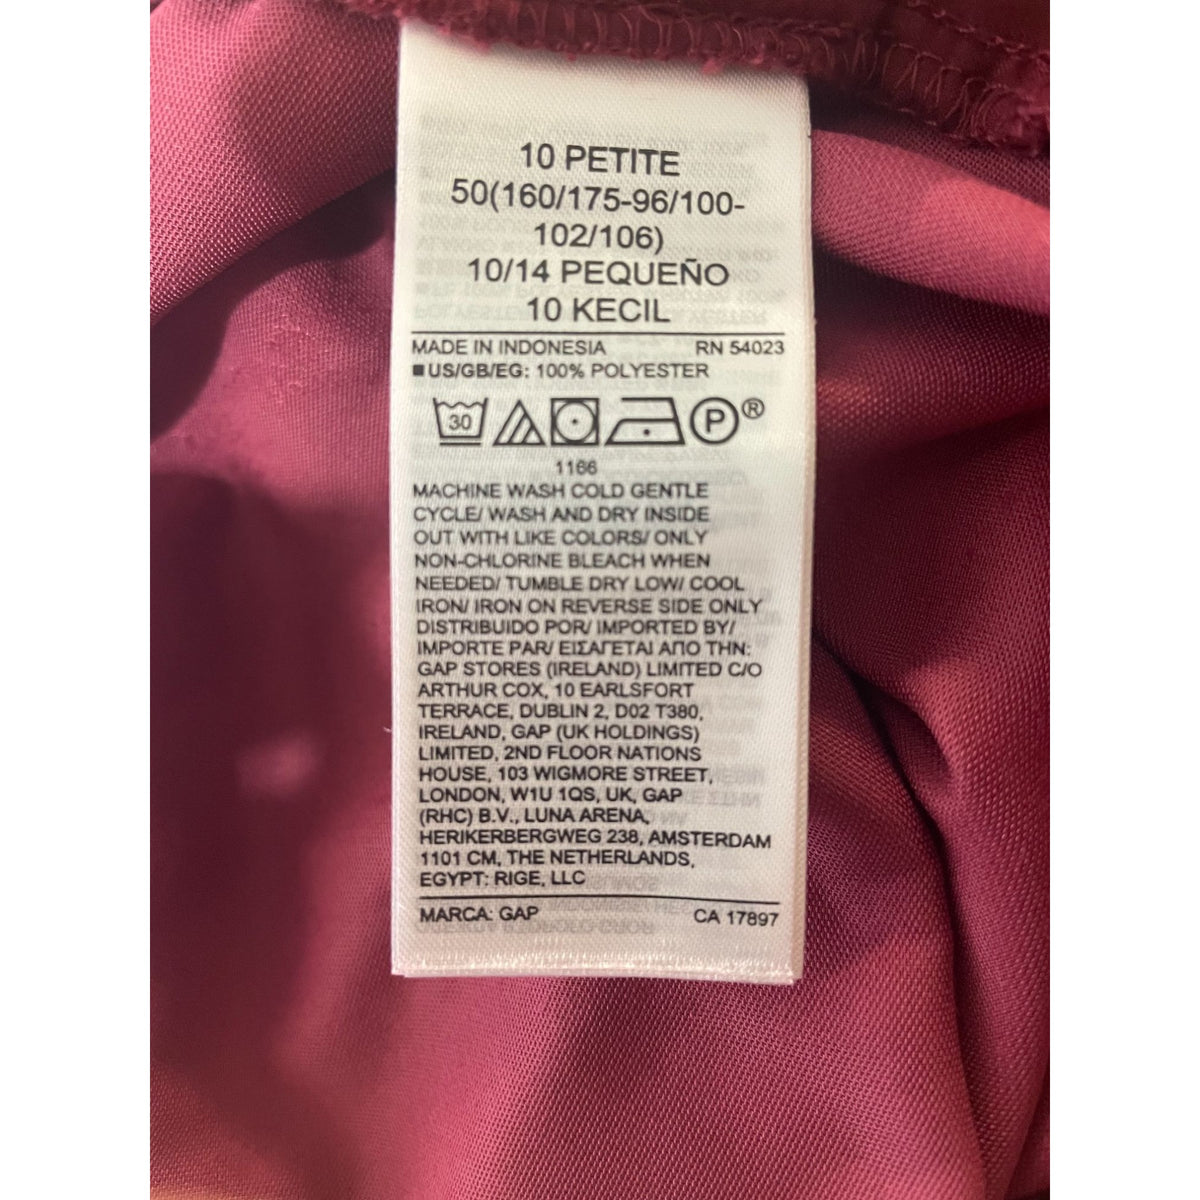 10 PETITE
50(160/175-96/100-
102/106)
10/14 PEQUEÑO
10 KECIL
MADE IN INDONESIA RN 54023
■US/GB/EG: 100% POLYESTER
30 P ®
1166
MACHINE WASH COLD GENTLE
CYCLE/ WASH AND DRY INSIDE
OUT WITH LIKE COLORS/ ONLY
NON-CHLORINE BLEACH WHEN
NEEDED/ TUMBLE DRY LOW/ COOL
IRON/ IRON ON REVERSE SIDE ONLY
DISTRIBUIDO POR/ IMPORTED BY/
IMPORTE PAR/ ΕΙΣΑΓΕΤΑΙ ΑΠΟ ΤΗΝ:
GAP STORES (IRELAND) LIMITED C/O
ARTHUR COX, 10 EARLSFORT
TERRACE, DUBLIN 2, D02 T380,
IRELAND, GAP (UK HOLDINGS)
LIMITED, 2ND FLOOR NATIONS
HOUSE, 103 WIGMORE STREET,
LONDON, W1U 1QS, UK, GAP
(RHC) B.V., LUNA ARENA,
HERIKERBERGWEG 238, AMSTERDAM
1101 CM, THE NETHERLANDS,
EGYPT: RIGE, LLC
MARCA: GAP CA 17897